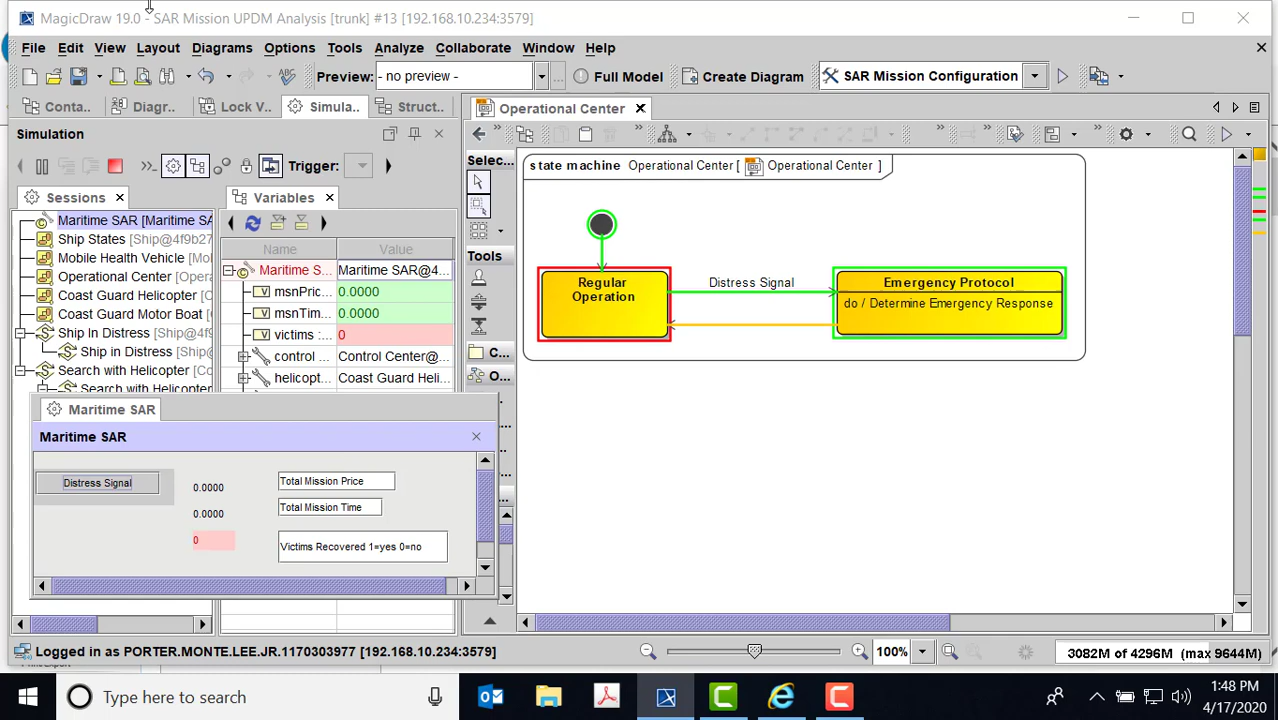 MagicDraw 19.0 - SAR Mission UPDM Analysis [trunk] #13 [192.168.10.234:3579]
File Edit View Layout Diagrams Options Tools Analyze Collaborate Window Help
Preview: - no preview - Full Model Create Diagram SAR Mission Configuration
Conta.. Diagr.. Lock V.. Simula.. Struct..
Operational Center
Simulation
Trigger:
Sessions
Variables
Name Value
Maritime SAR [Maritime SA
Ship States [Ship@4f9b27
Mobile Health Vehicle [
Operational Center [Cont
Coast Guard Helicopter [
Coast Guard Motor Boat [
Ship In Distress [Ship@4f
Ship in Distress [
Search with Helicopter [Co
Search with Helicopter [
Maritime S... Maritime SAR@4...
msnPric... 0.0000
msnTim... 0.0000
victims : 0
control ... Control Center@...
helicopt... Coast Guard Heli...
Selec...
Tools
C...
O...
state machine Operational Center [ Operational Center ]
Regular
Operation
Distress Signal
Emergency Protocol
do / Determine Emergency Response
Maritime SAR
Maritime SAR
Distress Signal
0.0000 Total Mission Price
0.0000 Total Mission Time
0 Victims Recovered 1=yes 0=no
Logged in as PORTER.MONTE.LEE.JR.1170303977 [192.168.10.234:3579]
100%
3082M of 4296M (max 9644M)
Type here to search
1:48 PM
4/17/2020